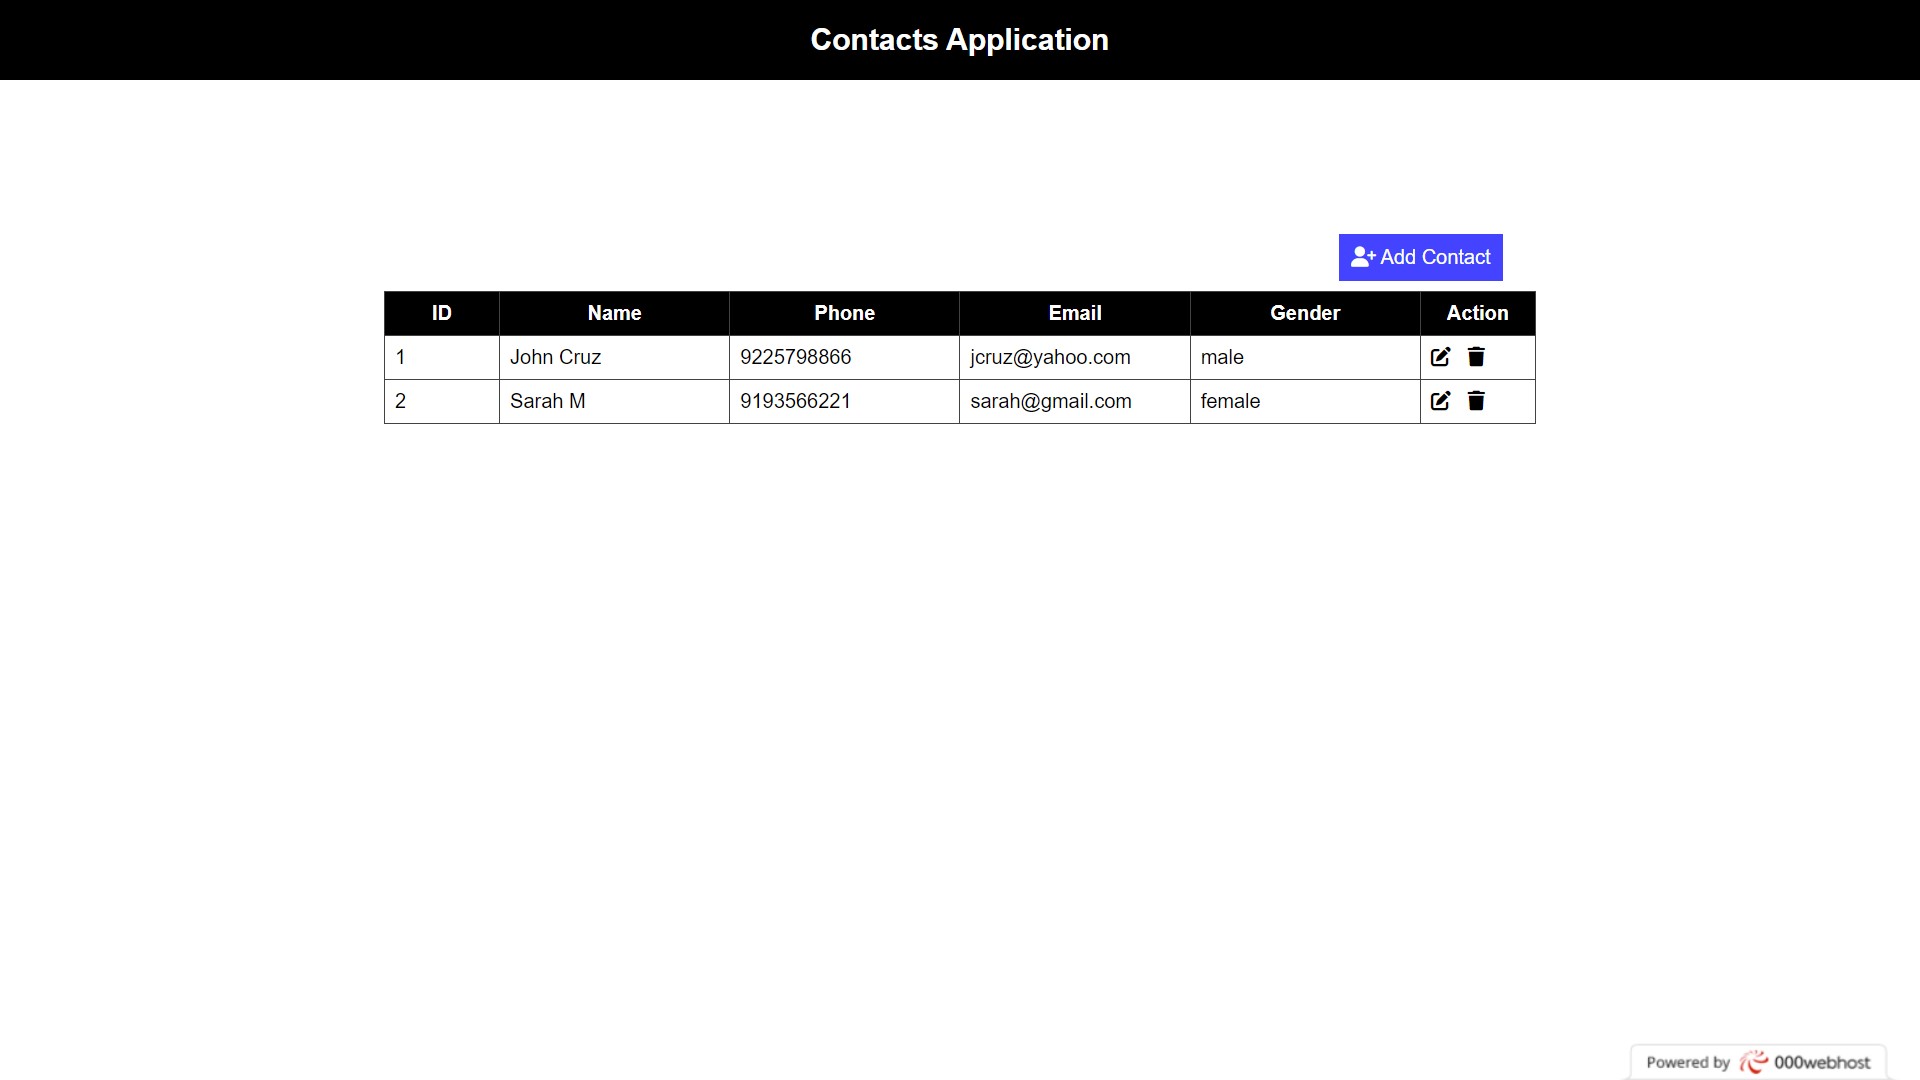 Contacts Application
Add Contact
ID Name Phone Email Gender Action
1 John Cruz 9225798866 jcruz@yahoo.com male
2 Sarah M 9193566221 sarah@gmail.com female
Powered by 000webhost